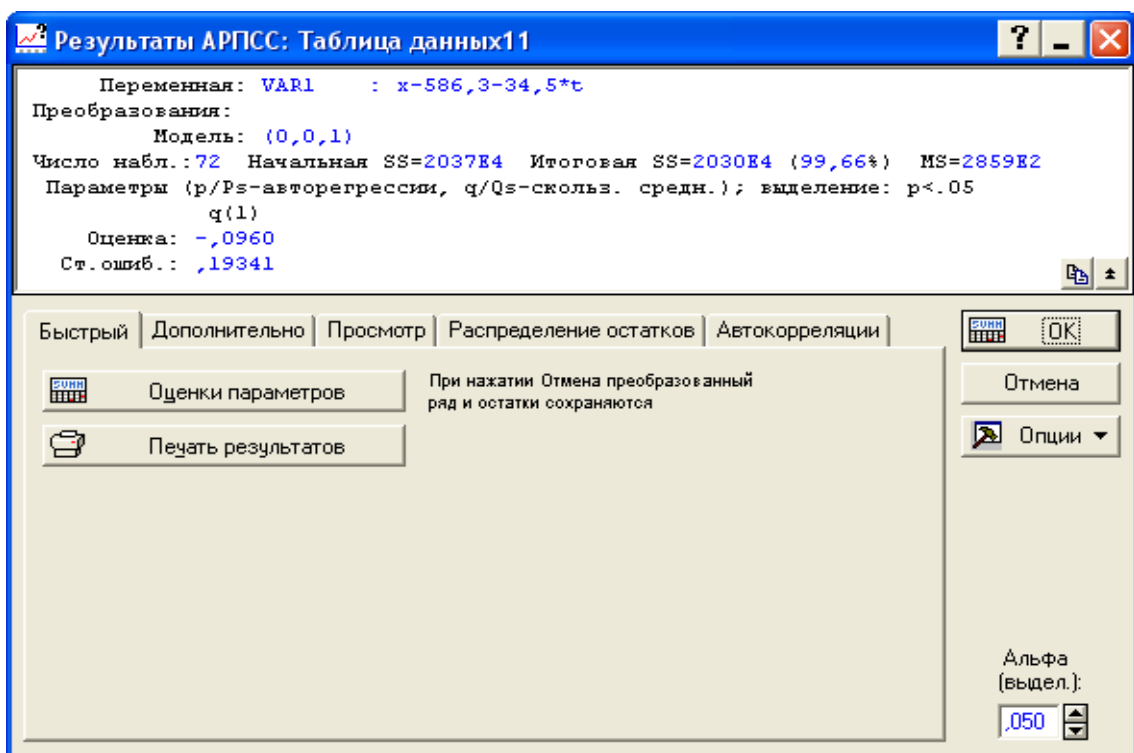 Результаты АРПСС: Таблица данных11
Переменная: VAR1 : x-586,3-34,5*t
Преобразования:
Модель: (0,0,1)
Число набл.:72 Начальная SS=2037E4 Итоговая SS=2030E4 (99,66%) MS=2859E2
Параметры (p/Ps-авторегрессии, q/Qs-скольз. средн.); выделение: p<.05
q(1)
Оценка: -,0960
Ст.ошиб.: ,19341
Быстрый Дополнительно Просмотр Распределение остатков Автокорреляции
Оценки параметров
При нажатии Отмена преобразованный
ряд и остатки сохраняются
Печать результатов
OK
Отмена
Опции
Альфа
(выдел.):
,050